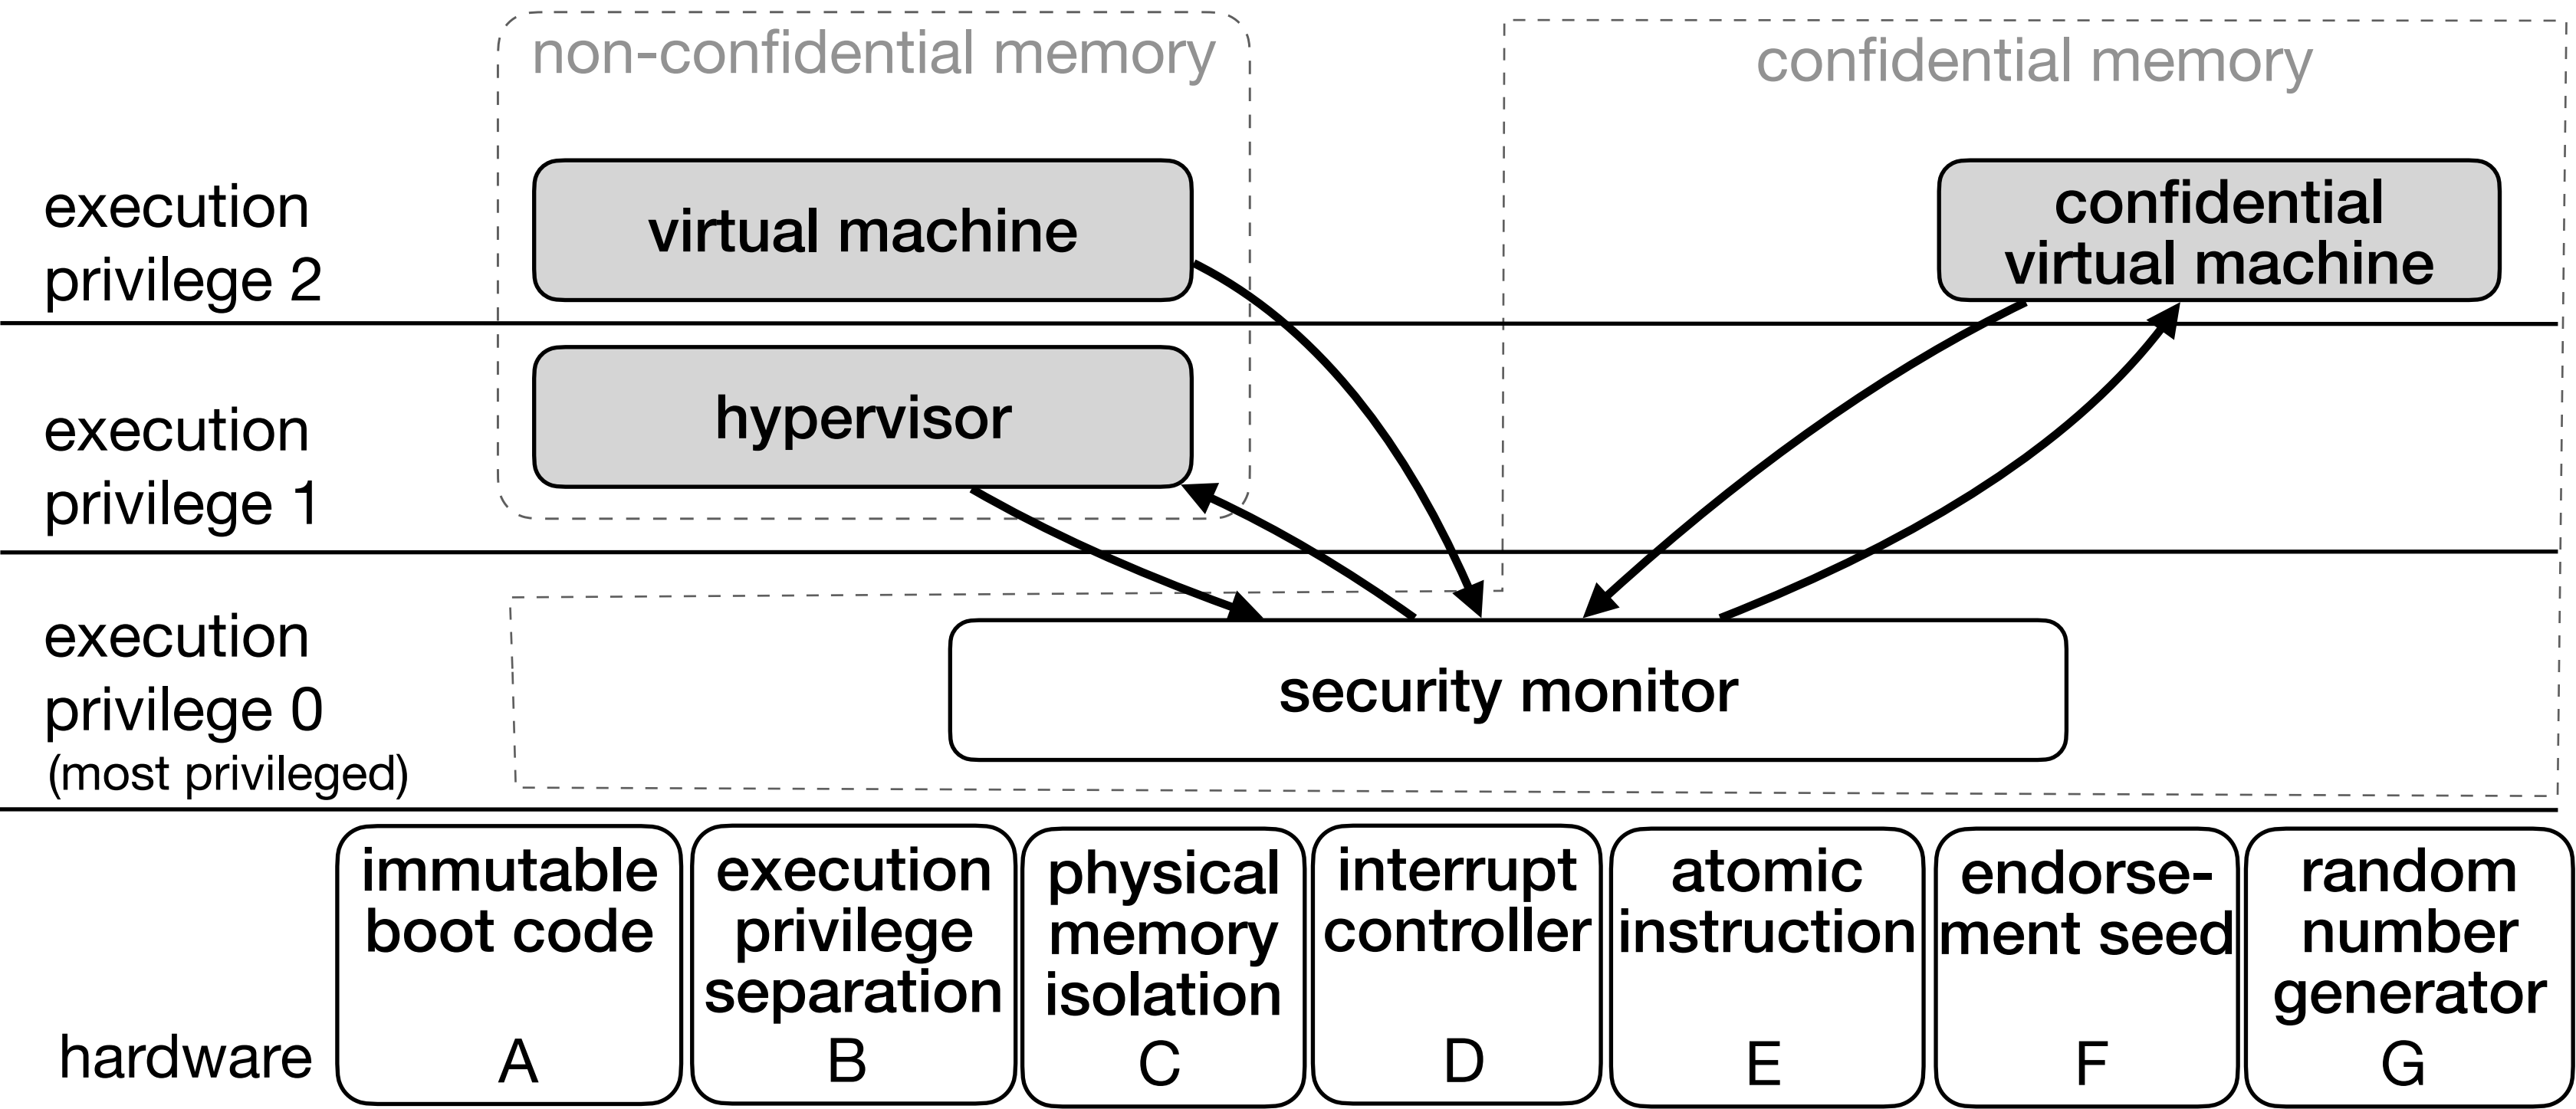 non-confidential memory
confidential memory
execution
privilege 2
virtual machine
confidential
virtual machine
execution
privilege 1
hypervisor
execution
privilege 0
(most privileged)
security monitor
hardware
immutable
boot code
A
execution
privilege
separation
B
physical
memory
isolation
C
interrupt
controller
D
atomic
instruction
E
endorse-
ment seed
F
random
number
generator
G